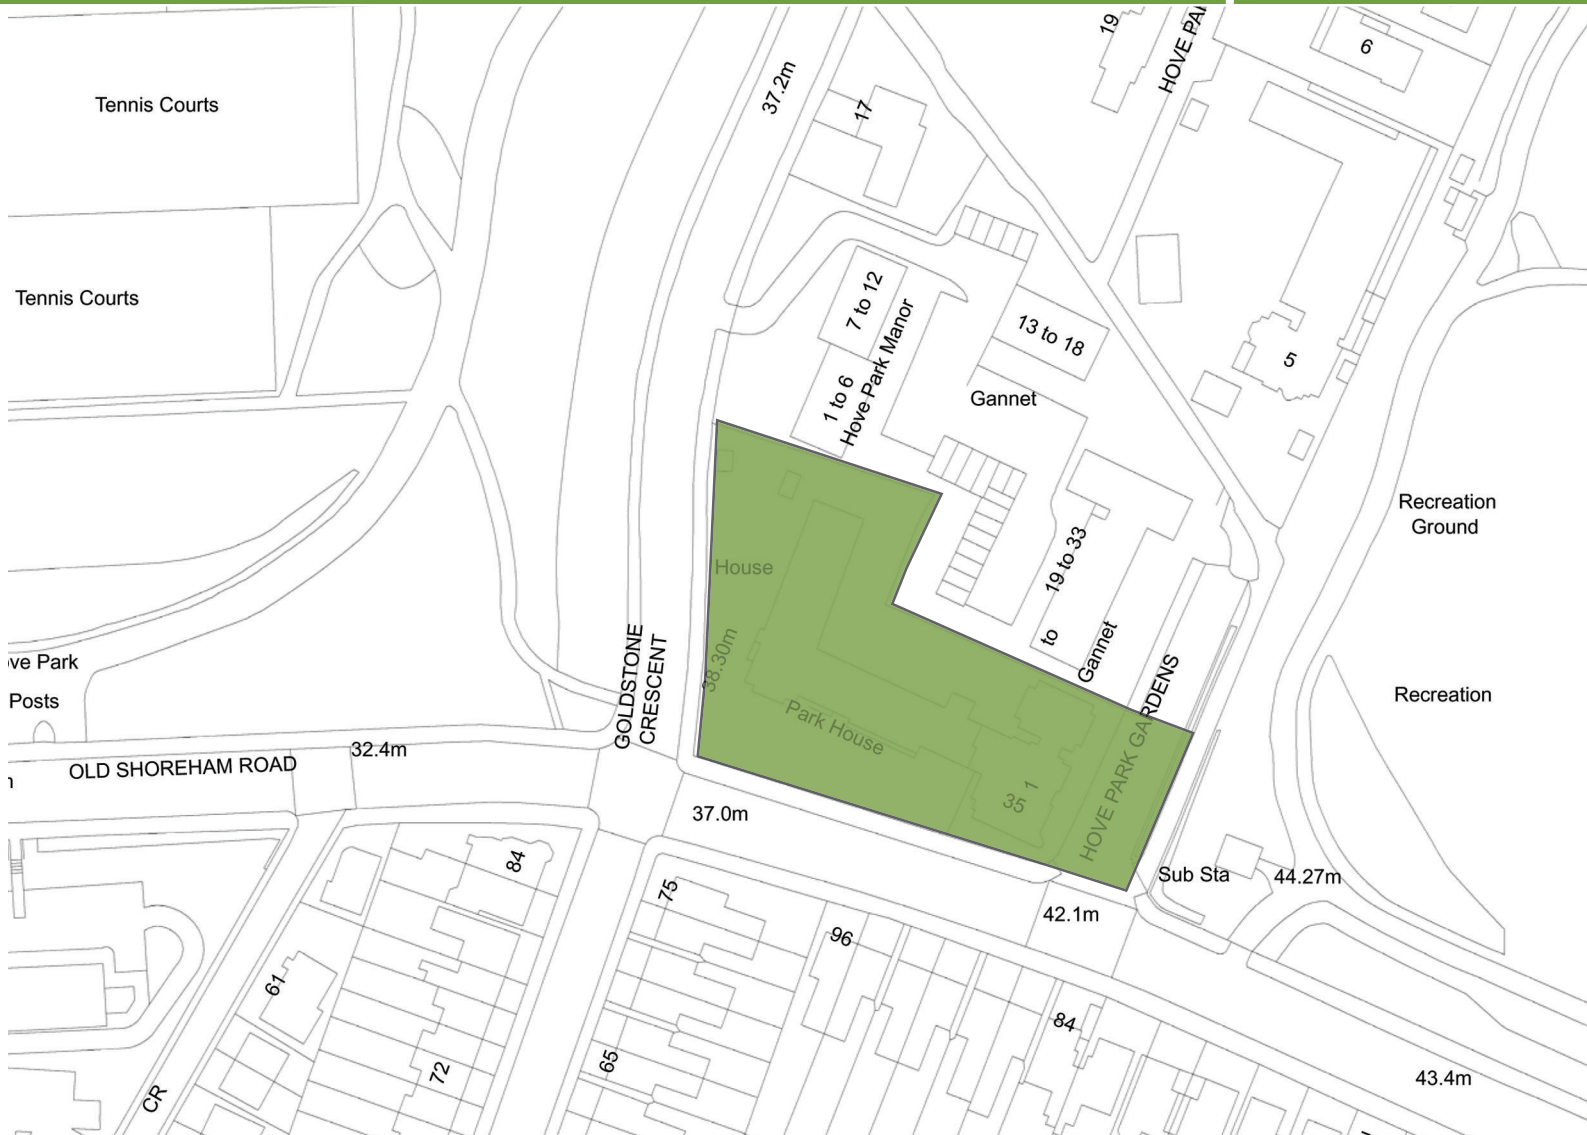 Tennis Courts
37.2m
17
19
HOVE PA
6
Tennis Courts
7 to 12
Hove Park Manor
1 to 6
13 to 18
5
Gannet
Recreation
Ground
House
19 to 33
to
Gannet
38.30m
ove Park
Posts
GOLDSTONE
CRESCENT
Recreation
Park House
HOVE PARK GARDENS
35 1
32.4m
OLD SHOREHAM ROAD
37.0m
Sub Sta
44.27m
42.1m
84
75
96
61
84
72
65
43.4m
CR